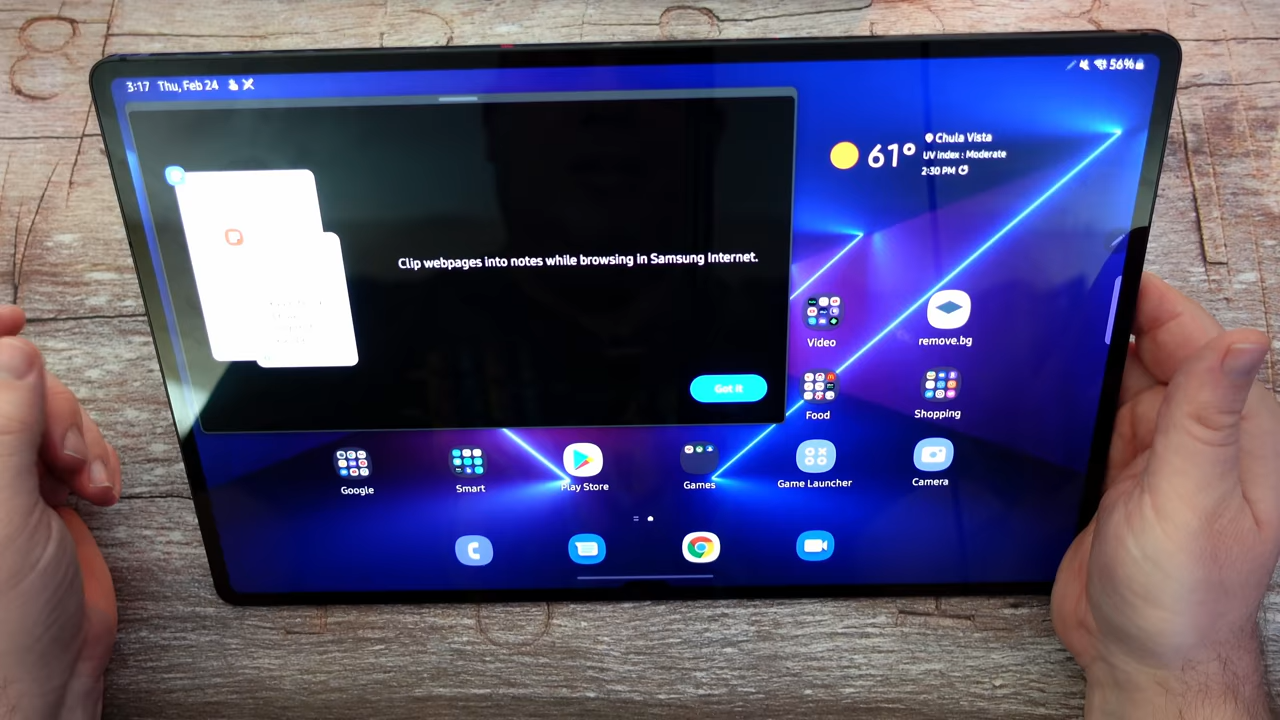 3:17 Thu, Feb 24
56%
61°
Chula Vista
UV index : Moderate
2:30 PM
Clip webpages into notes while browsing in Samsung Internet.
Got it
Video
remove.bg
Food
Shopping
Google
Smart
Play Store
Games
Game Launcher
Camera